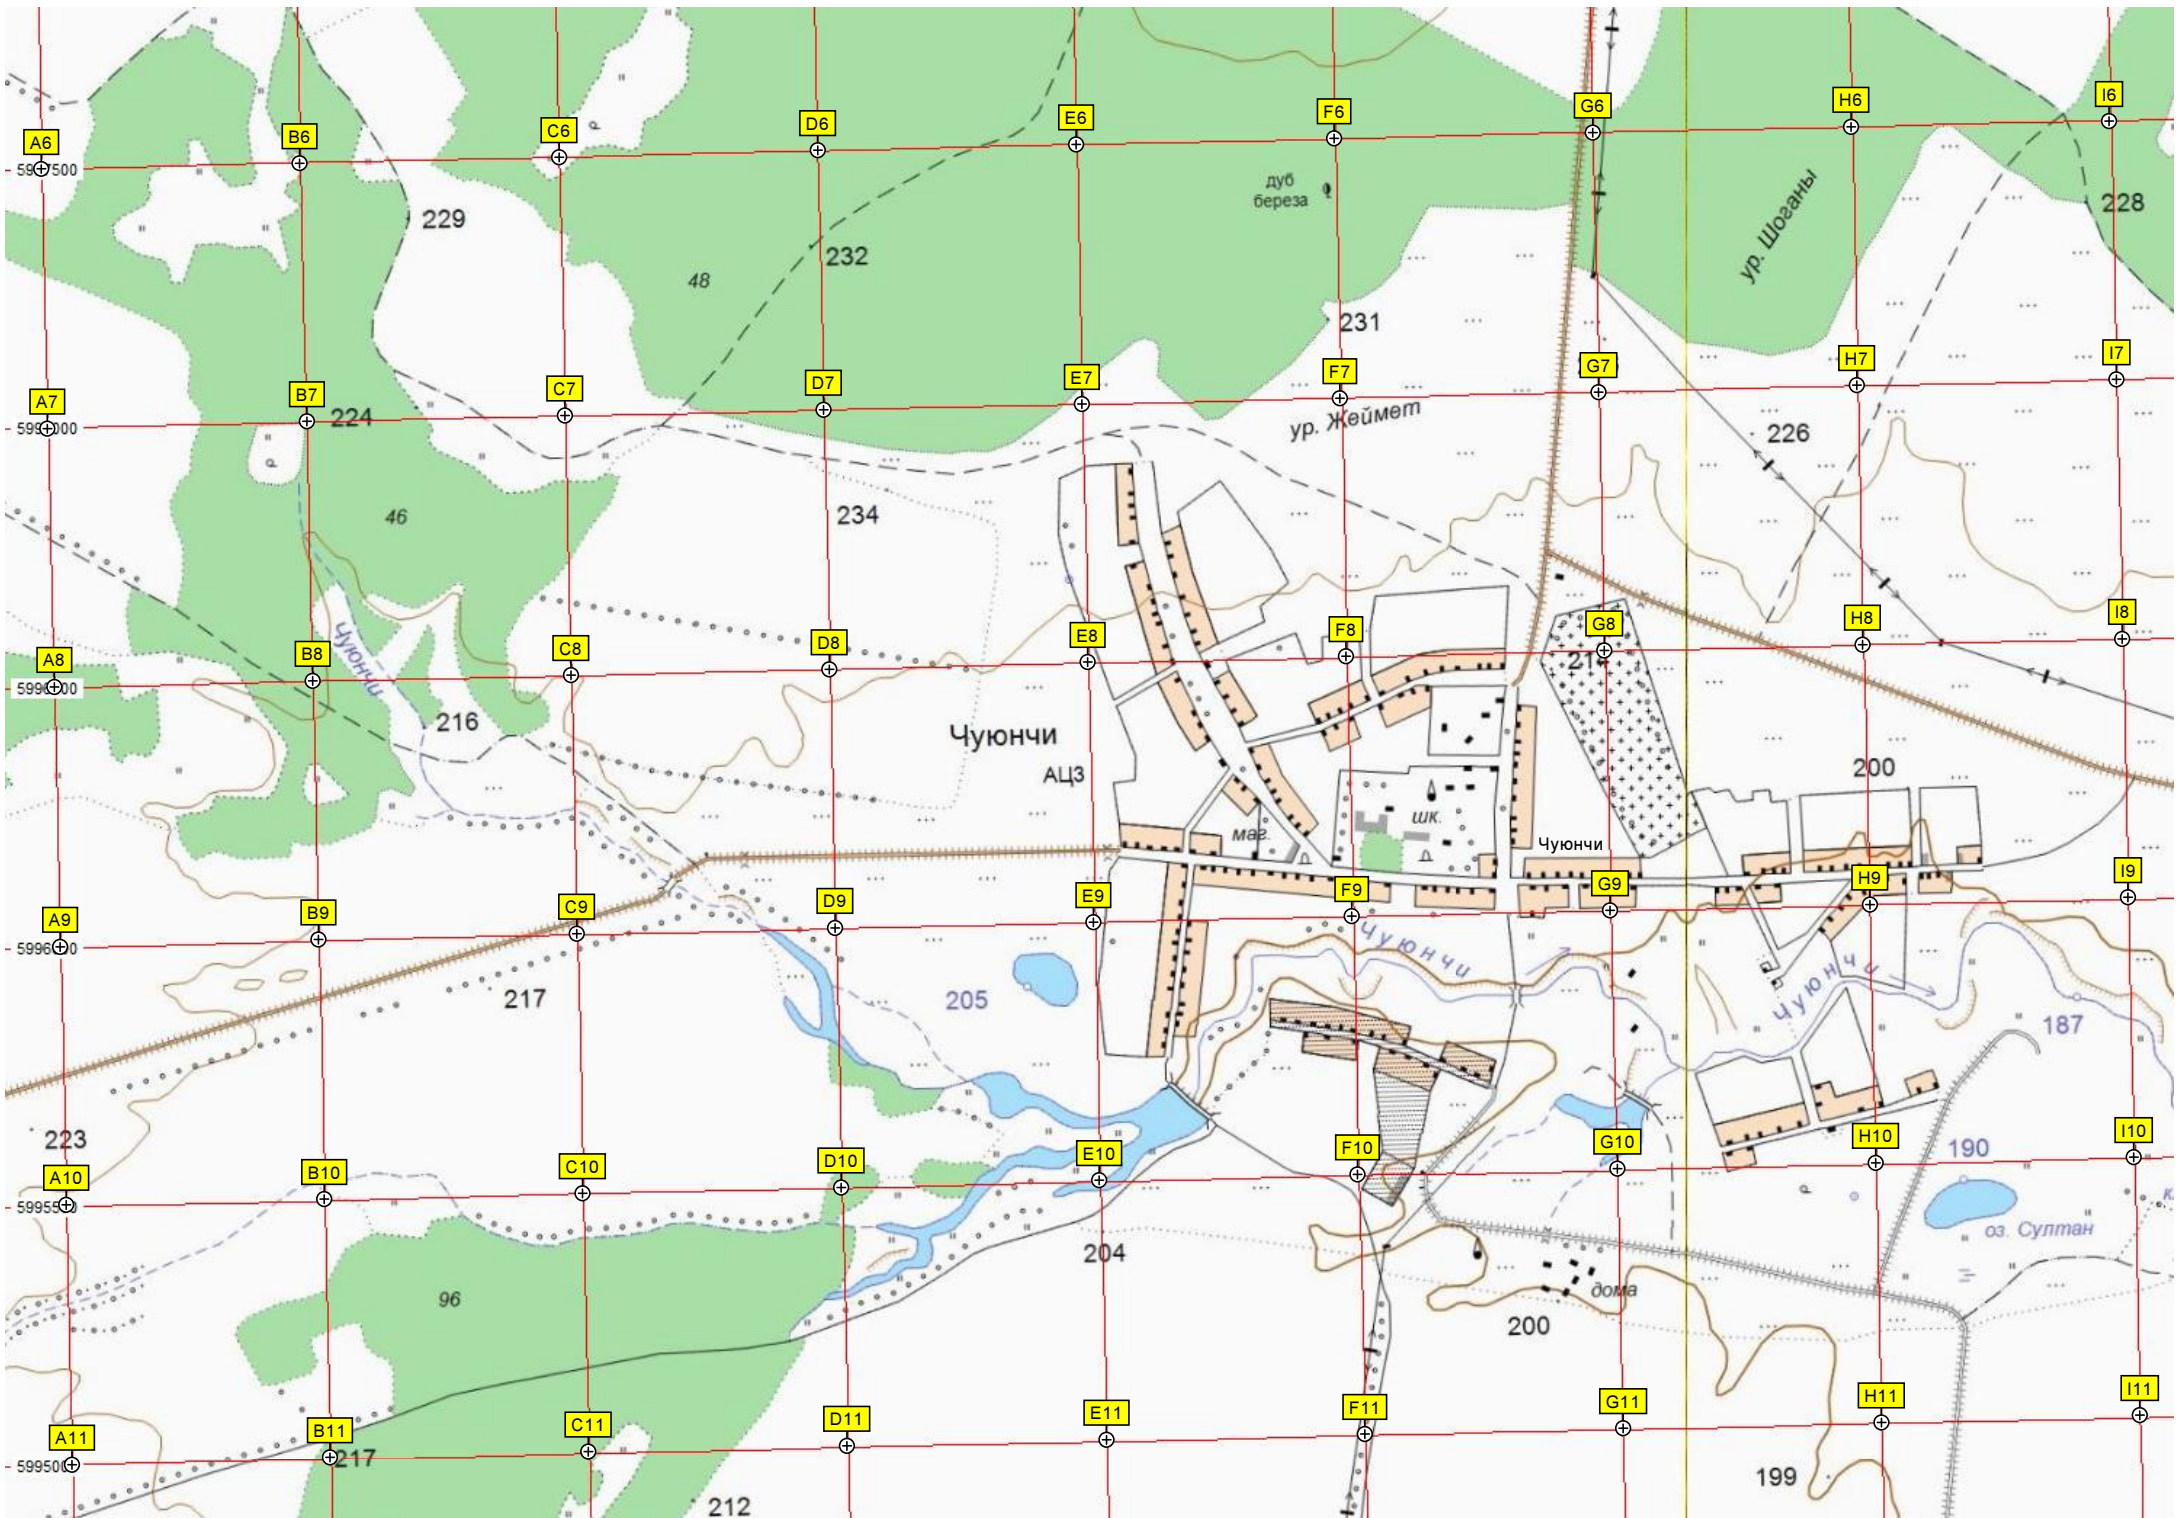 A6
B6
C6
D6
E6
F6
G6
H6
I6
229
232
48
дуб
береза
ур. Шоганы
228
231
A7
B7
C7
D7
E7
F7
G7
H7
I7
224
ур. Жеймет
226
46
234
Чуюнчи
A8
B8
C8
D8
E8
F8
G8
H8
I8
216
Чуюнчи
АЦЗ
200
маг.
шк.
Чуюнчи
A9
B9
C9
D9
E9
F9
G9
H9
I9
Чуюнчи
Чуюнчи
217
205
187
223
A10
B10
C10
D10
E10
F10
G10
H10
I10
190
оз. Султан
204
96
дома
200
A11
B11
C11
D11
E11
F11
G11
H11
I11
217
199
212